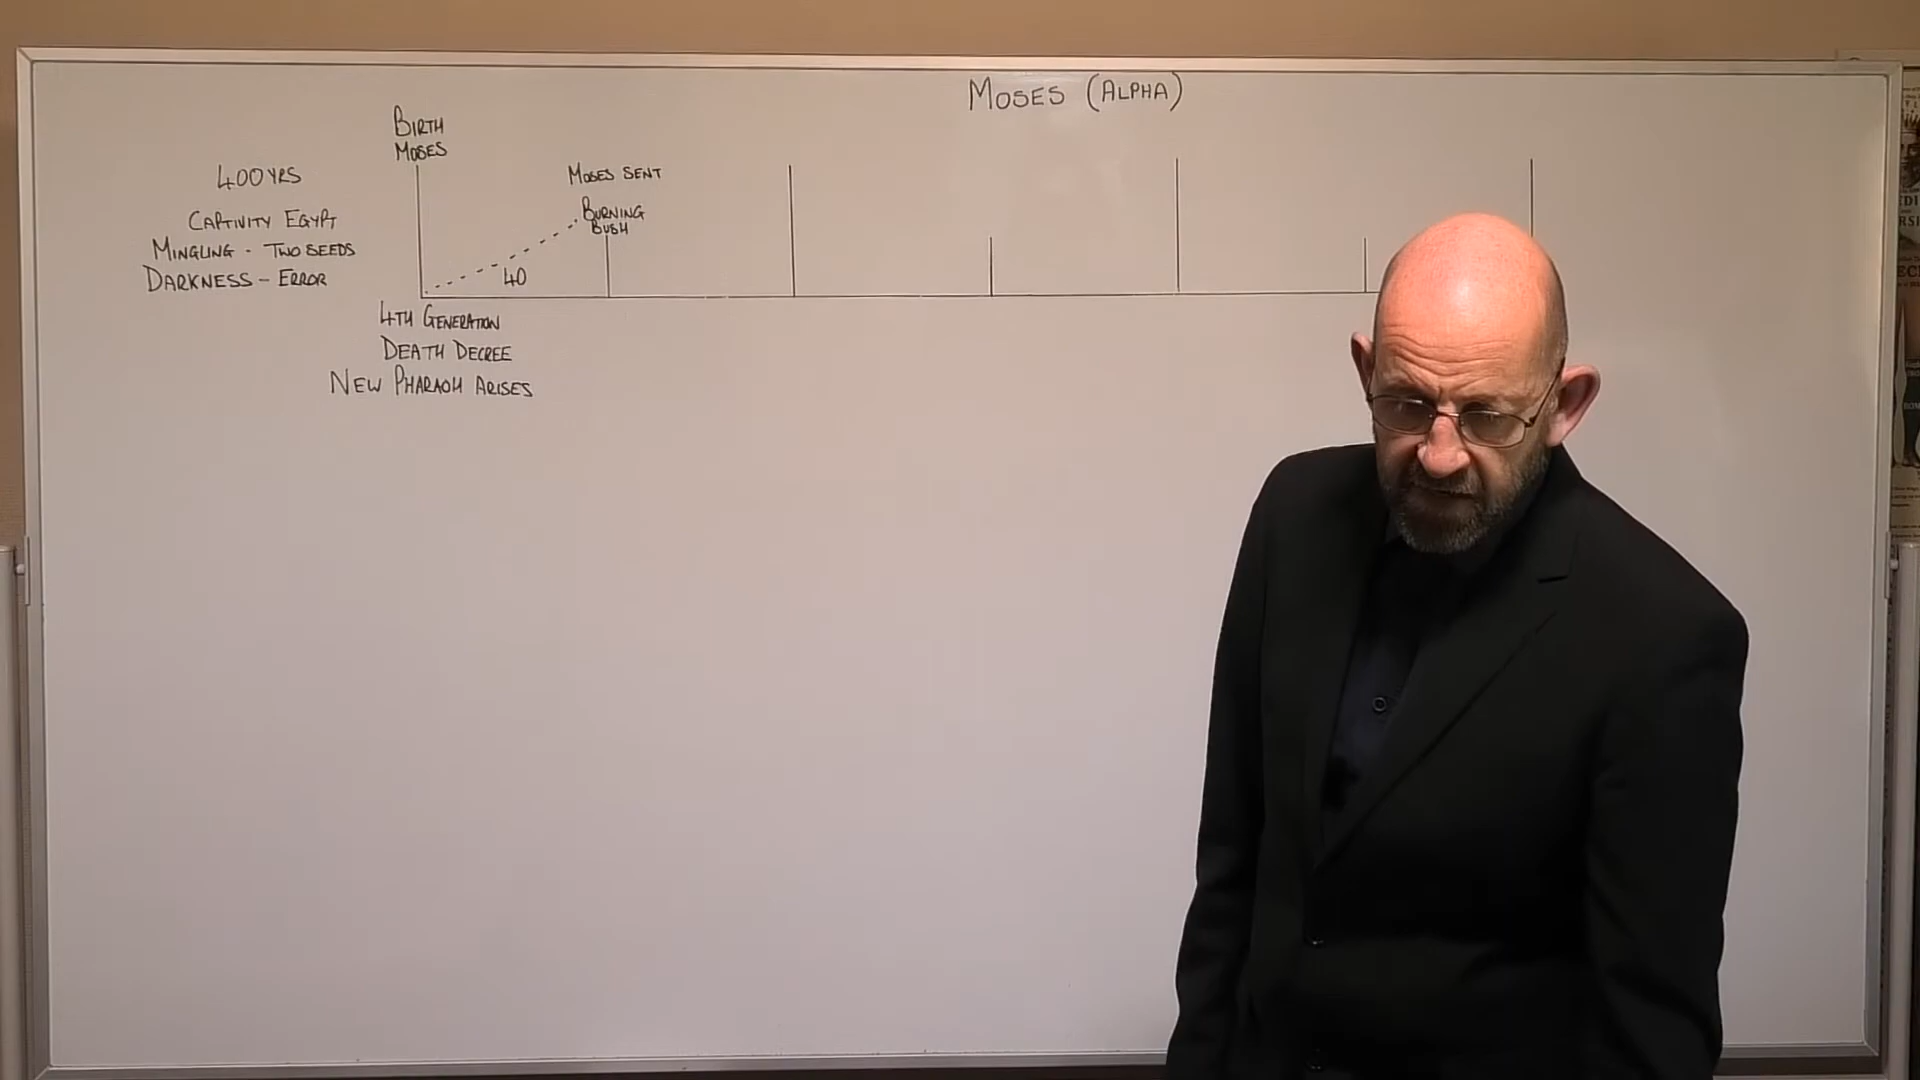 MOSES (ALPHA)
BIRTH
MOSES
400 YRS
CAPTIVITY EGYPT
MINGLING - TWO SEEDS
DARKNESS - ERROR
MOSES SENT
BURNING
BUSH
40
4TH GENERATION
DEATH DECREE
NEW PHARAOH ARISES